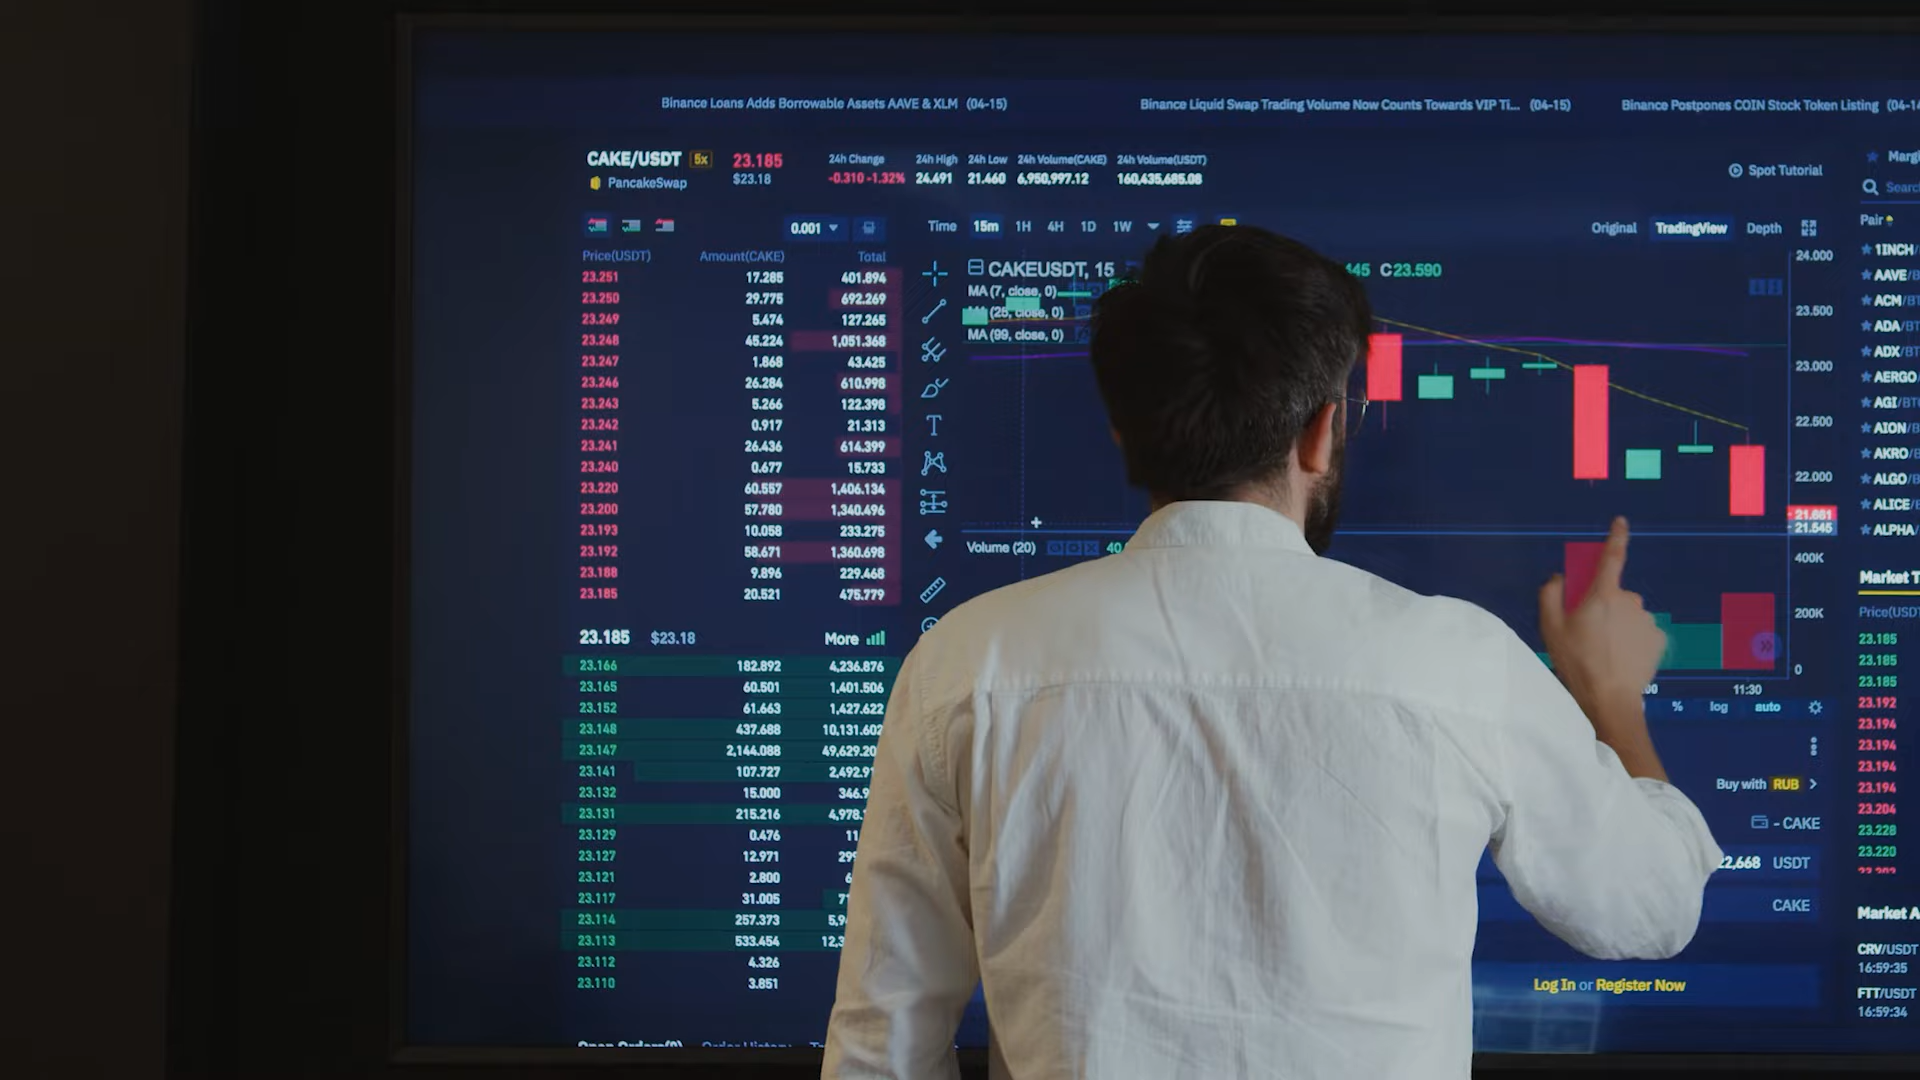 Binance Loans Adds Borrowable Assets AAVE & XLM (04-15)
Binance Liquid Swap Trading Volume Now Counts Towards VIP Ti... (04-15)
Binance Postpones COIN Stock Token Listing
CAKE/USDT 5x 23.185
PancakeSwap $23.18
24h Change 24h High 24h Low 24h Volume(CAKE) 24h Volume(USDT)
-0.310 -1.32% 24.491 21.460 6,950,997.12 160,435,685.08
Spot Tutorial
0.001
Price(USDT) Amount(CAKE) Total
23.251 17.285 401.894
23.250 29.775 692.269
23.249 5.474 127.265
23.248 45.224 1,051.368
23.247 1.868 43.425
23.246 26.284 610.998
23.243 5.266 122.398
23.242 0.917 21.313
23.241 26.436 614.399
23.240 0.677 15.733
23.220 60.557 1,406.134
23.200 57.780 1,340.496
23.193 10.058 233.275
23.192 58.671 1,360.698
23.188 9.896 229.468
23.185 20.521 475.779
23.185 $23.18 More
23.166 182.892 4,236.876
23.165 60.501 1,401.506
23.152 61.663 1,427.622
23.148 437.688 10,131.602
23.147 2,144.088 49,629.20
23.141 107.727 2,492.9
23.132 15.000 346.9
23.131 215.216 4,978.
23.129 0.476 11
23.127 12.971 299
23.121 2.800 6
23.117 31.005 71
23.114 257.373 5,9
23.113 533.454 12,3
23.112 4.326
23.110 3.851
Open Orders(0) Order History
Time 15m 1H 4H 1D 1W
Original TradingView Depth
CAKEUSDT, 15
445 C23.590
MA (7, close, 0)
MA (25, close, 0)
MA (99, close, 0)
24.000
23.500
23.000
22.500
22.000
21.661
21.545
Volume (20) 40
400K
200K
0
:00 11:30
% log auto
Buy with RUB
- CAKE
22,668 USDT
CAKE
Log In or Register Now
Margi
Searc
Pair
1INCH/
AAVE/B
ACM/BT
ADA/BT
ADX/BT
AERGO
AGI/BT
AION/B
AKRO/
ALGO/
ALICE/
ALPHA/
Market T
Price(USDT
23.185
23.185
23.185
23.192
23.194
23.194
23.194
23.194
23.204
23.228
23.220
Market A
CRV/USDT
16:59:35
FTT/USDT
16:59:34